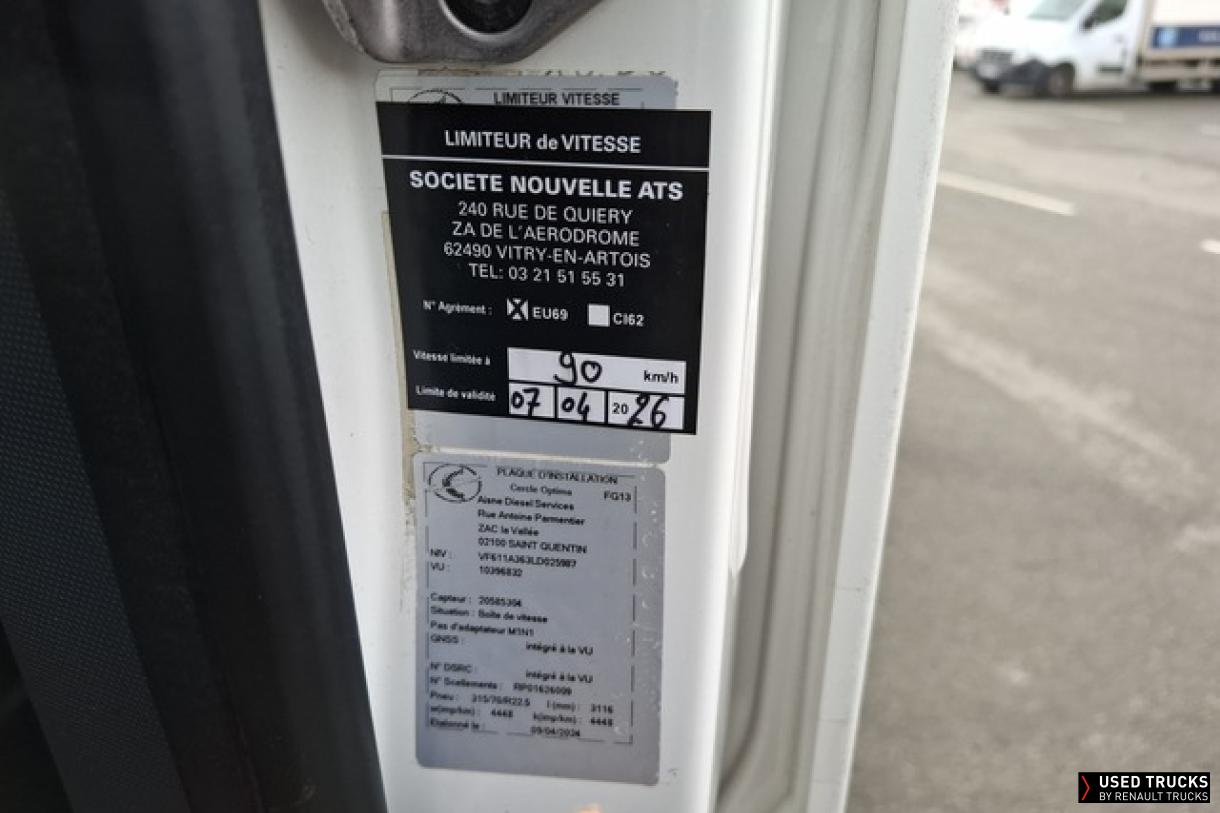 LIMITEUR VITESSE
LIMITEUR de VITESSE
SOCIETE NOUVELLE ATS
240 RUE DE QUIERY
ZA DE L'AERODROME
62490 VITRY-EN-ARTOIS
TEL: 03 21 51 55 31
N° Agrément : EU69 CI62
Vitesse limitée à 90 km/h
Limite de validité 07 04 2026
PLAQUE D'INSTALLATION
Cercle Optima FG13
Aisne Diesel Services
Rue Antoine Parmentier
ZAC la Vallée
02100 SAINT QUENTIN
NIV : VF611A363LD025987
VU : 10396832
Capteur : 20585304
Situation : Boîte de vitesse
Pas d'adaptateur M1N1
GNSS : intégré à la VU
N° DSRC : intégré à la VU
N° Scellements : RP01626009
Pneu : 315/70/R22.5 l (mm) : 3116
w(imp/km) : 4448 k(imp/km) : 4448
Etalonné le : 09/04/2024
USED TRUCKS
BY RENAULT TRUCKS